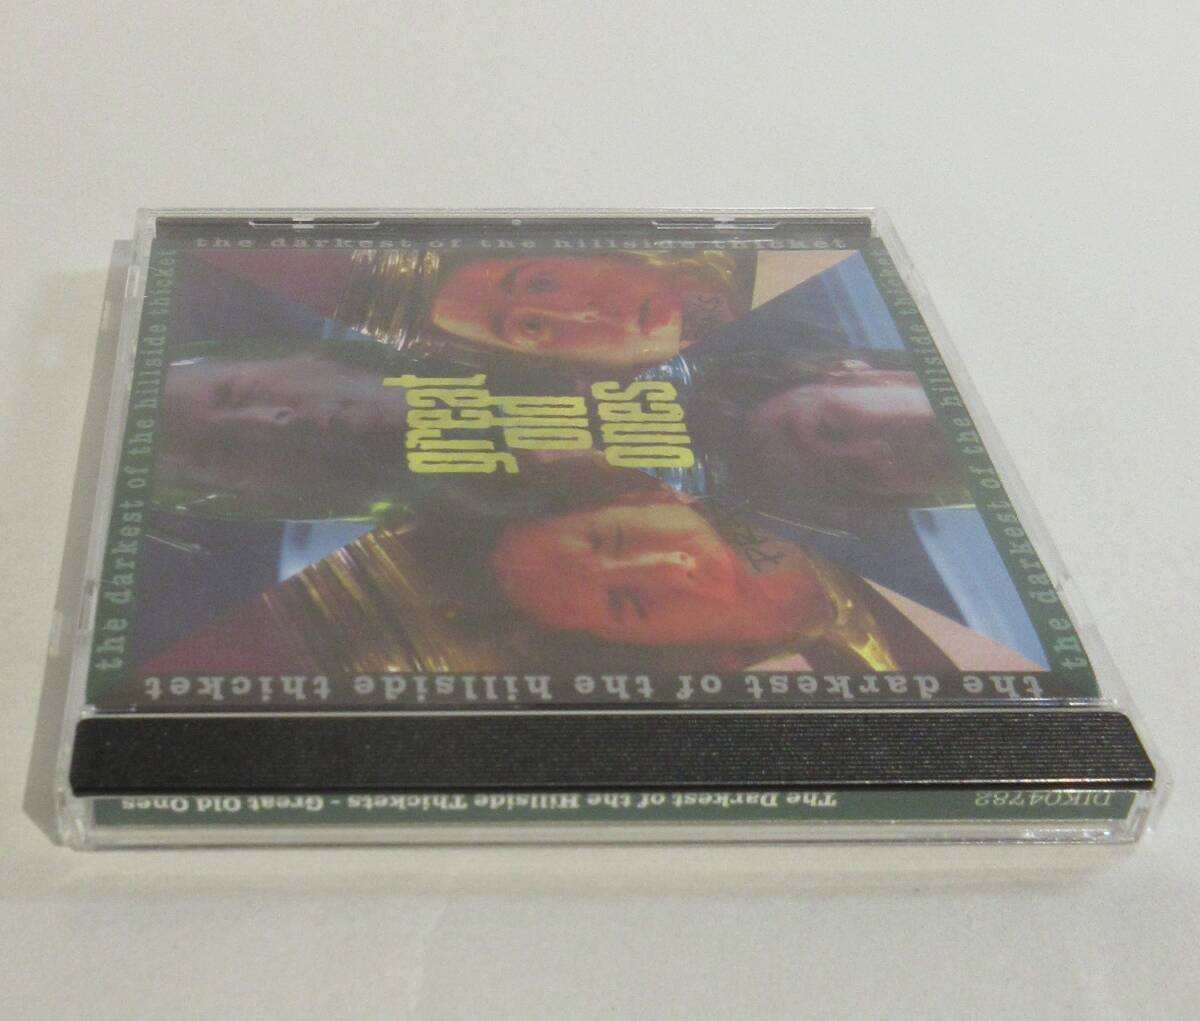 the darkest of the hillside thicket
the darkest of the hillside thicket
the darkest of the hillside thicket
great
old
ones
the darkest of the hillside thicket
The Darkest of the Hillside Thickets - Great Old Ones
DIK04782